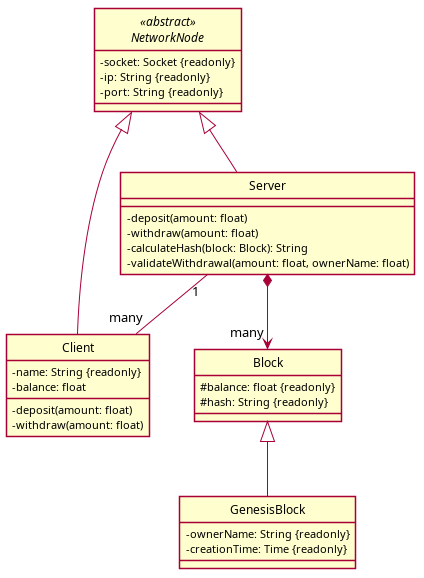 «abstract»
NetworkNode
-socket: Socket {readonly}
-ip: String {readonly}
-port: String {readonly}
Server
-deposit(amount: float)
-withdraw(amount: float)
-calculateHash(block: Block): String
-validateWithdrawal(amount: float, ownerName: float)
1
many
many
Client
-name: String {readonly}
-balance: float
-deposit(amount: float)
-withdraw(amount: float)
Block
#balance: float {readonly}
#hash: String {readonly}
GenesisBlock
-ownerName: String {readonly}
-creationTime: Time {readonly}